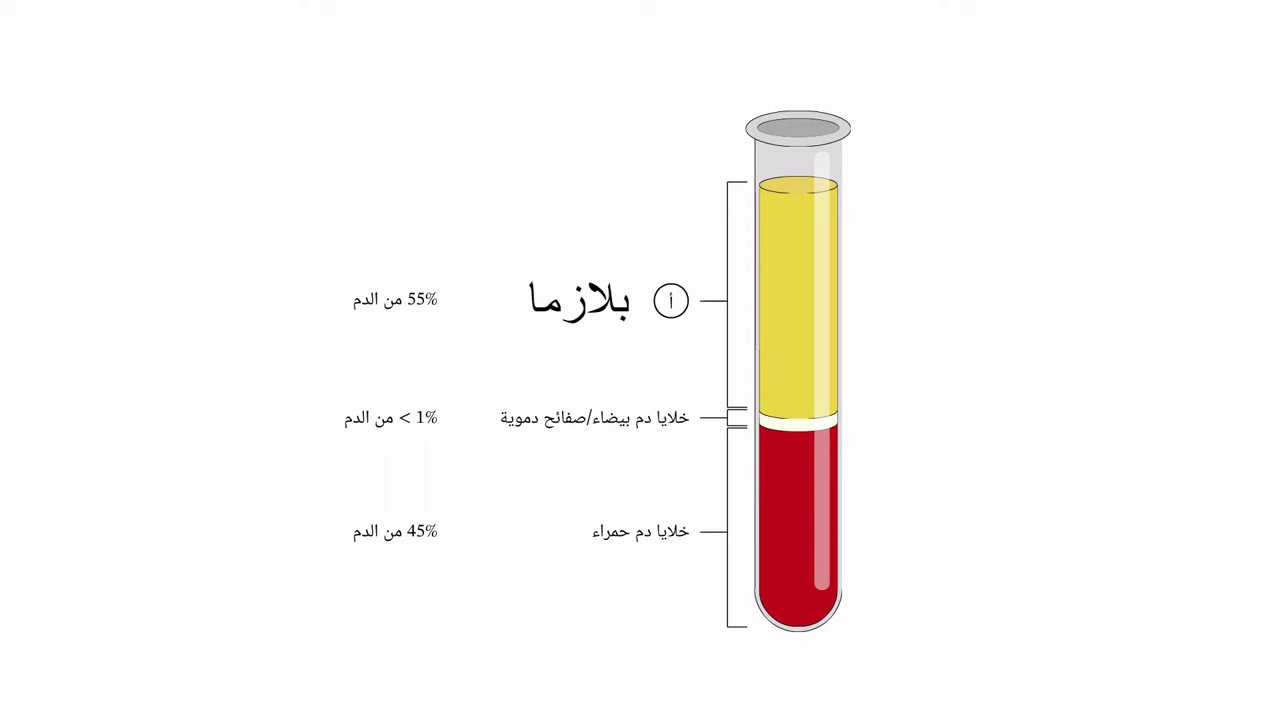 أ بلازما 55% من الدم
خلايا دم بيضاء/صفائح دموية 1% > من الدم
خلايا دم حمراء 45% من الدم